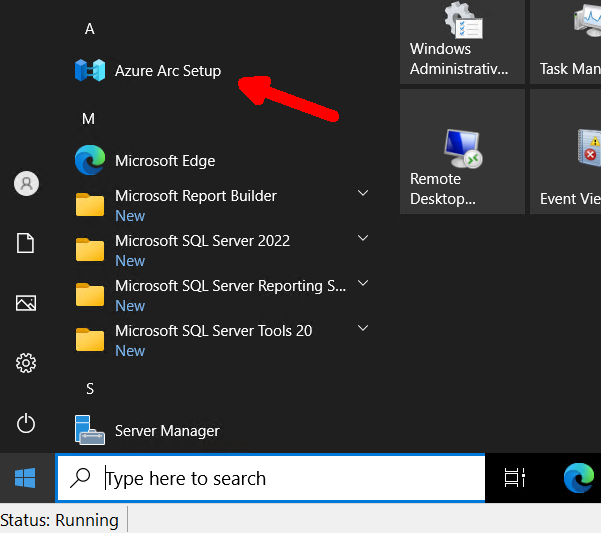 A
Azure Arc Setup
M
Microsoft Edge
Microsoft Report Builder
New
Microsoft SQL Server 2022
New
Microsoft SQL Server Reporting S...
New
Microsoft SQL Server Tools 20
New
S
Server Manager
Windows
Administrativ...
Task Man
Remote
Desktop...
Event Vie
Type here to search
Status: Running